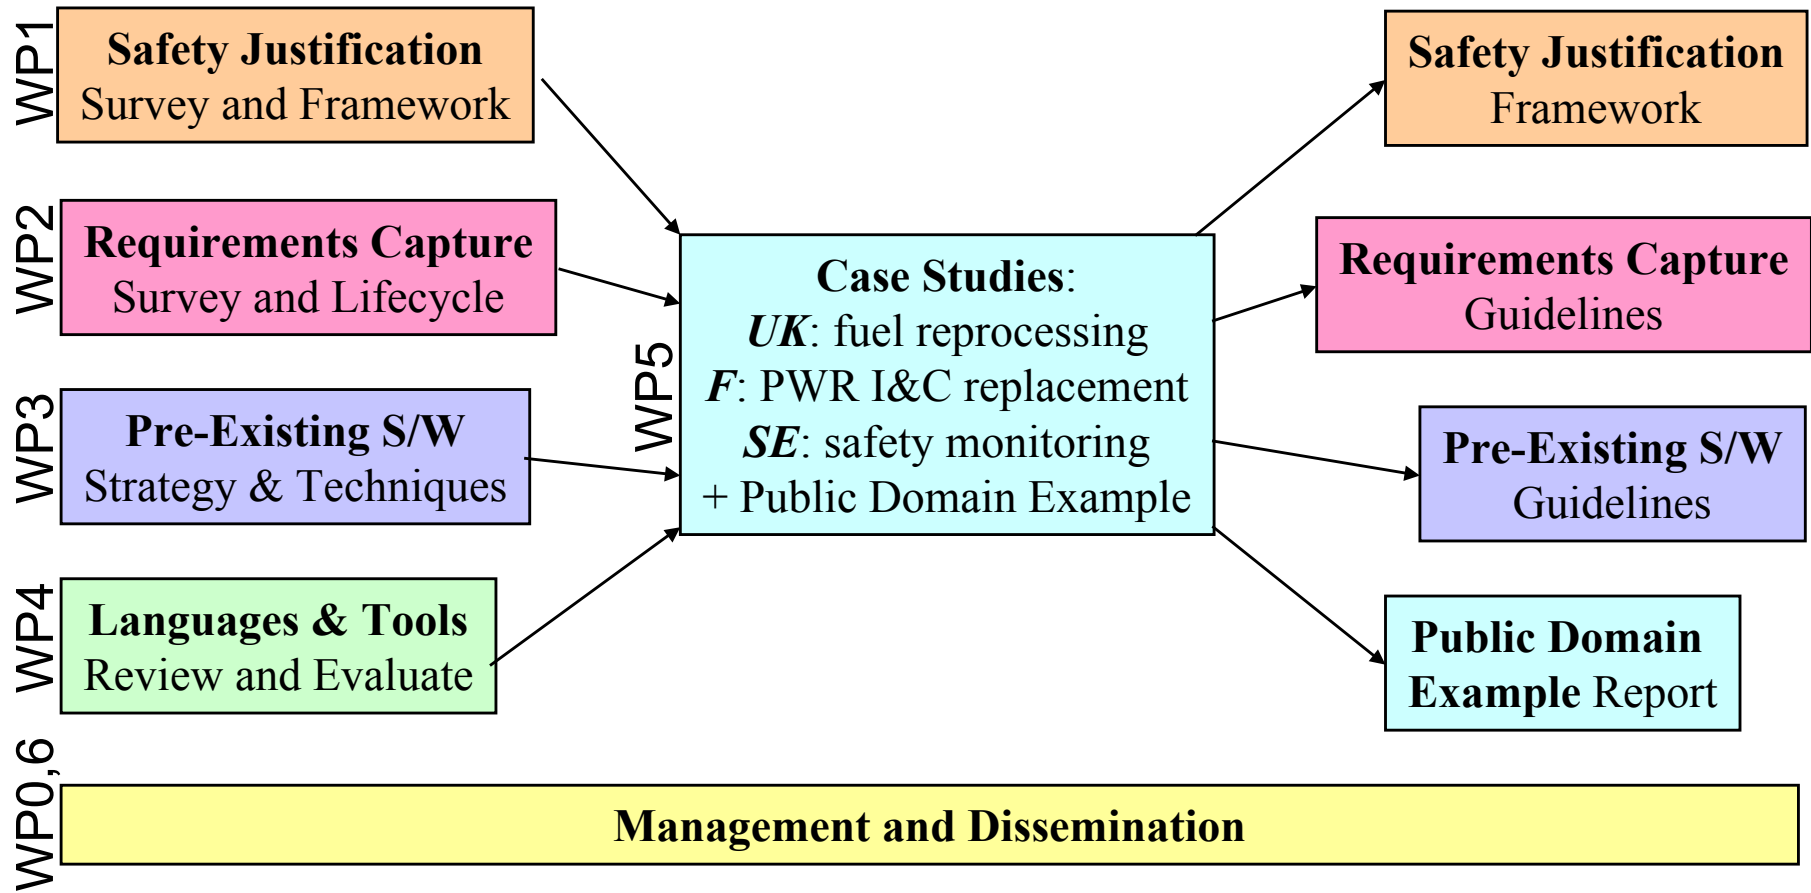 WP1
Safety Justification
Survey and Framework
WP2
Requirements Capture
Survey and Lifecycle
WP3
Pre-Existing S/W
Strategy & Techniques
WP4
Languages & Tools
Review and Evaluate
WP5
Case Studies:
UK: fuel reprocessing
F: PWR I&C replacement
SE: safety monitoring
+ Public Domain Example
Safety Justification
Framework
Requirements Capture
Guidelines
Pre-Existing S/W
Guidelines
Public Domain
Example Report
WP0,6
Management and Dissemination